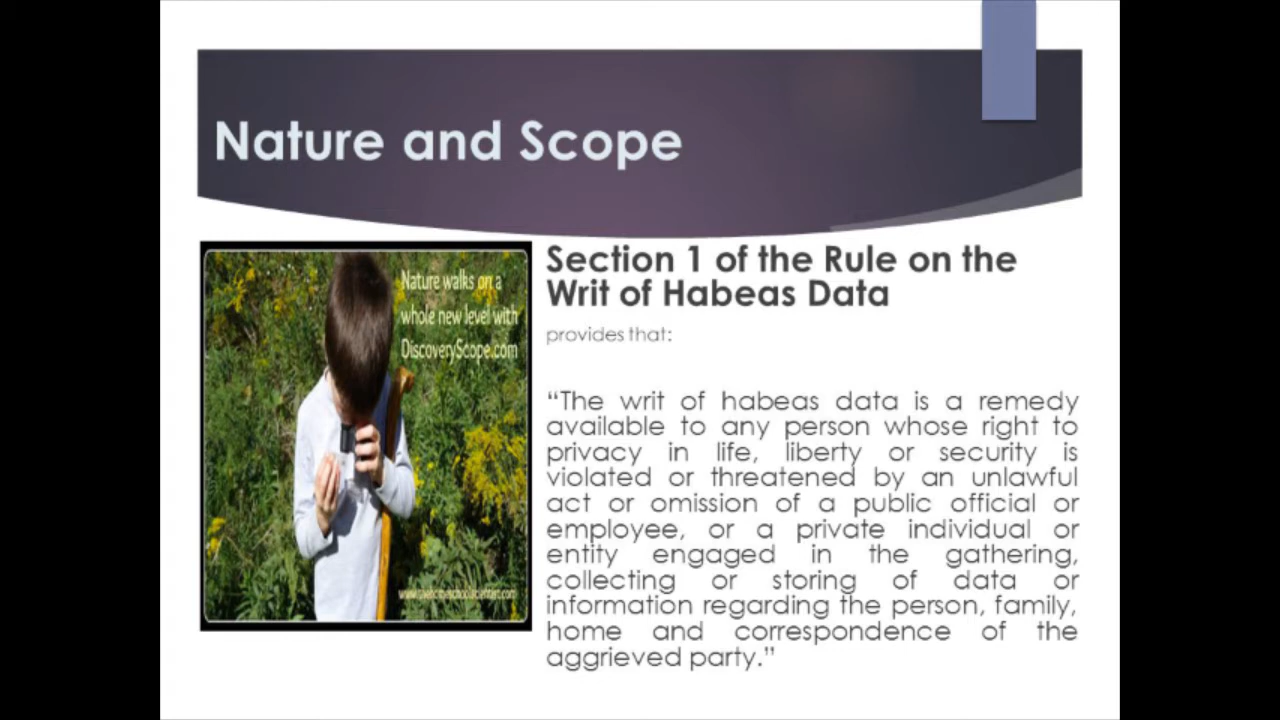 Nature and Scope
Nature walks on a
whole new level with
DiscoveryScope.com
Section 1 of the Rule on the
Writ of Habeas Data
provides that:
“The writ of habeas data is a remedy
available to any person whose right to
privacy in life, liberty or security is
violated or threatened by an unlawful
act or omission of a public official or
employee, or a private individual or
entity engaged in the gathering,
collecting or storing of data or
information regarding the person, family,
home and correspondence of the
aggrieved party.”